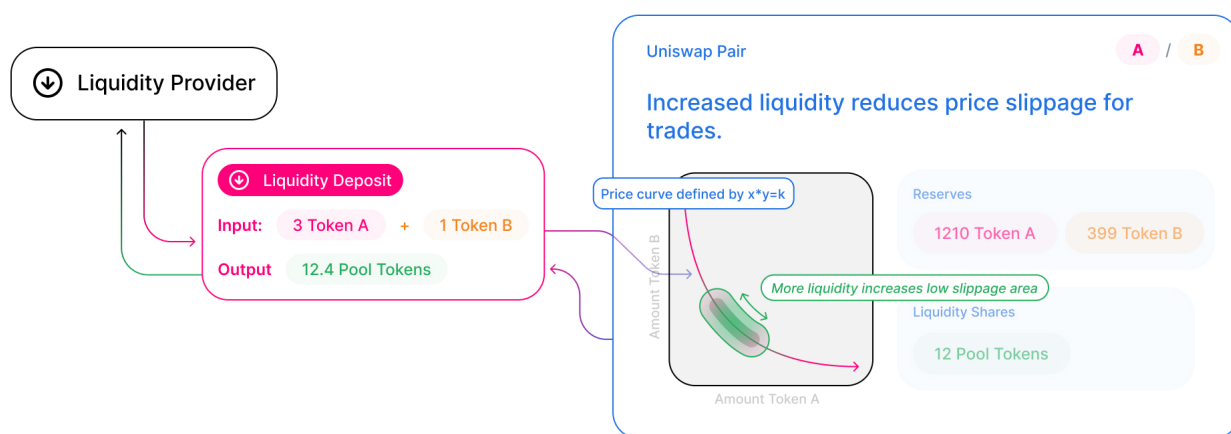 Liquidity Provider
Liquidity Deposit
Input: 3 Token A + 1 Token B
Output 12.4 Pool Tokens
Uniswap Pair
A / B
Increased liquidity reduces price slippage for
trades.
Price curve defined by x*y=k
Amount Token B
More liquidity increases low slippage area
Amount Token A
Reserves
1210 Token A 399 Token B
Liquidity Shares
12 Pool Tokens